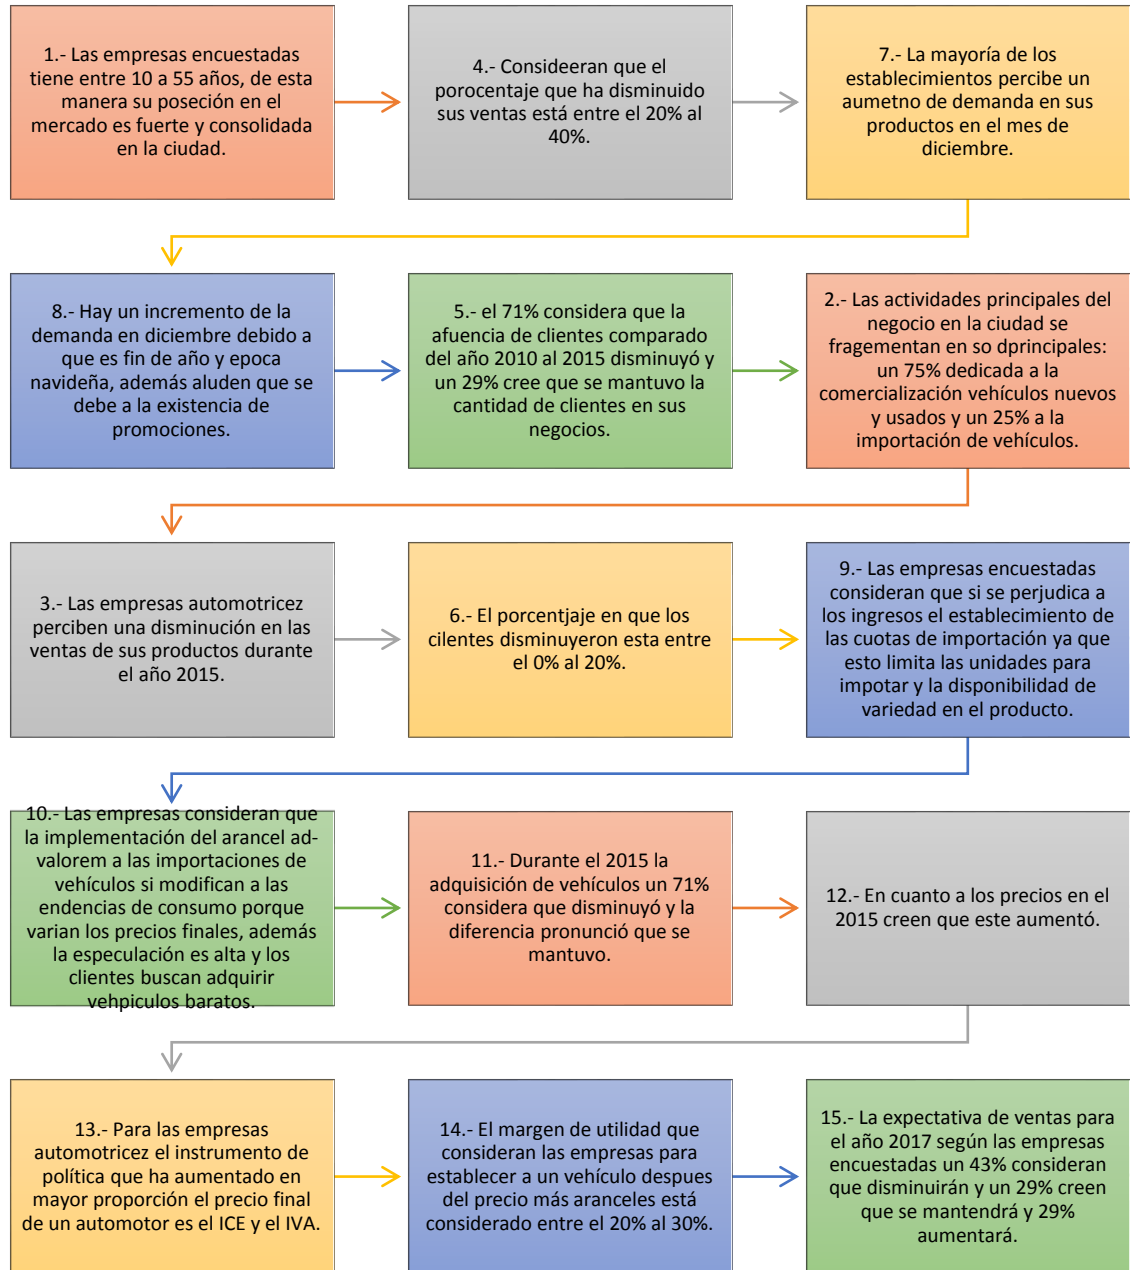 1.- Las empresas encuestadas
tiene entre 10 a 55 años, de esta
manera su poseción en el
mercado es fuerte y consolidada
en la ciudad.
4.- Consideeran que el
porocentaje que ha disminuido
sus ventas está entre el 20% al
40%.
7.- La mayoría de los
establecimientos percibe un
aumetno de demanda en sus
productos en el mes de
diciembre.
8.- Hay un incremento de la
demanda en diciembre debido a
que es fin de año y epoca
navideña, además aluden que se
debe a la existencia de
promociones.
5.- el 71% considera que la
afuencia de clientes comparado
del año 2010 al 2015 disminuyó y
un 29% cree que se mantuvo la
cantidad de clientes en sus
negocios.
2.- Las actividades principales del
negocio en la ciudad se
fragementan en so dprincipales:
un 75% dedicada a la
comercialización vehículos nuevos
y usados y un 25% a la
importación de vehículos.
3.- Las empresas automotricez
perciben una disminución en las
ventas de sus productos durante
el año 2015.
6.- El porcentjaje en que los
cilentes disminuyeron esta entre
el 0% al 20%.
9.- Las empresas encuestadas
consideran que si se perjudica a
los ingresos el establecimiento de
las cuotas de importación ya que
esto limita las unidades para
impotar y la disponibilidad de
variedad en el producto.
10.- Las empresas consideran que
la implementación del arancel ad-
valorem a las importaciones de
vehículos si modifican a las
endencias de consumo porque
varian los precios finales, además
la especulación es alta y los
clientes buscan adquirir
vehpiculos baratos.
11.- Durante el 2015 la
adquisición de vehículos un 71%
considera que disminuyó y la
diferencia pronunció que se
mantuvo.
12.- En cuanto a los precios en el
2015 creen que este aumentó.
13.- Para las empresas
automotricez el instrumento de
política que ha aumentado en
mayor proporción el precio final
de un automotor es el ICE y el IVA.
14.- El margen de utilidad que
consideran las empresas para
establecer a un vehículo despues
del precio más aranceles está
considerado entre el 20% al 30%.
15.- La expectativa de ventas para
el año 2017 según las empresas
encuestadas un 43% consideran
que disminuirán y un 29% creen
que se mantendrá y 29%
aumentará.